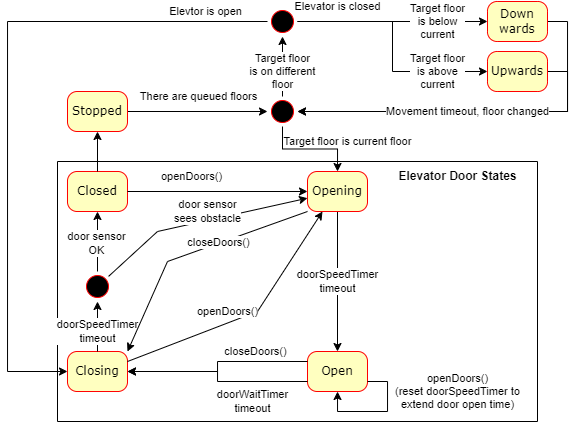 Elevtor is open
Elevator is closed
Target floor
is below
current
Down
wards
Target floor
is on different
floor
Target floor
is above
current
Upwards
There are queued floors
Stopped
Movement timeout, floor changed
Target floor is current floor
Elevator Door States
Closed
openDoors()
Opening
door sensor
sees obstacle
door sensor
OK
closeDoors()
doorSpeedTimer
timeout
openDoors()
doorSpeedTimer
timeout
closeDoors()
Closing
Open
openDoors()
(reset doorSpeedTimer to
extend door open time)
doorWaitTimer
timeout